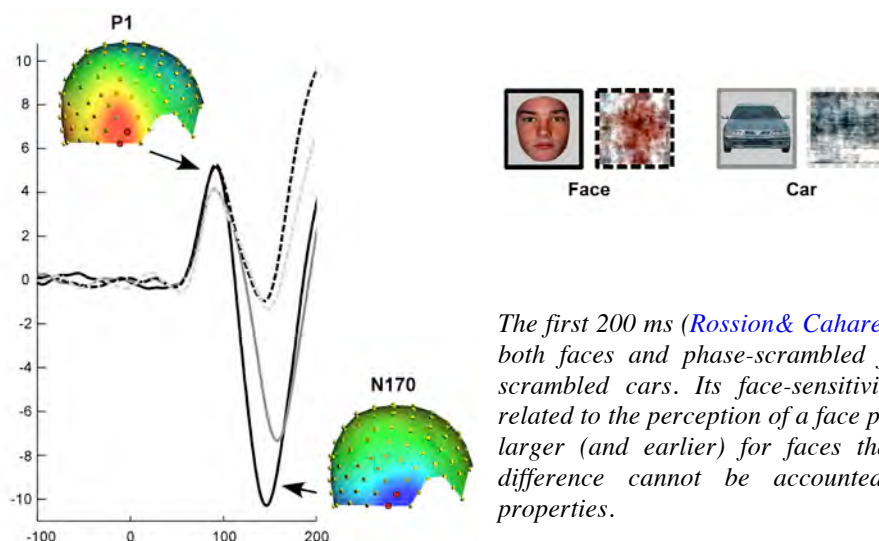 P1
10
8
6
4
2
0
-2
-4
-6
-8
-10
-100
0
100
200
N170
Face
Car
The first 200 ms (Rossion& Cahare
both faces and phase-scrambled
scrambled cars. Its face-sensitivi
related to the perception of a face p
larger (and earlier) for faces tha
difference cannot be accounted
properties.